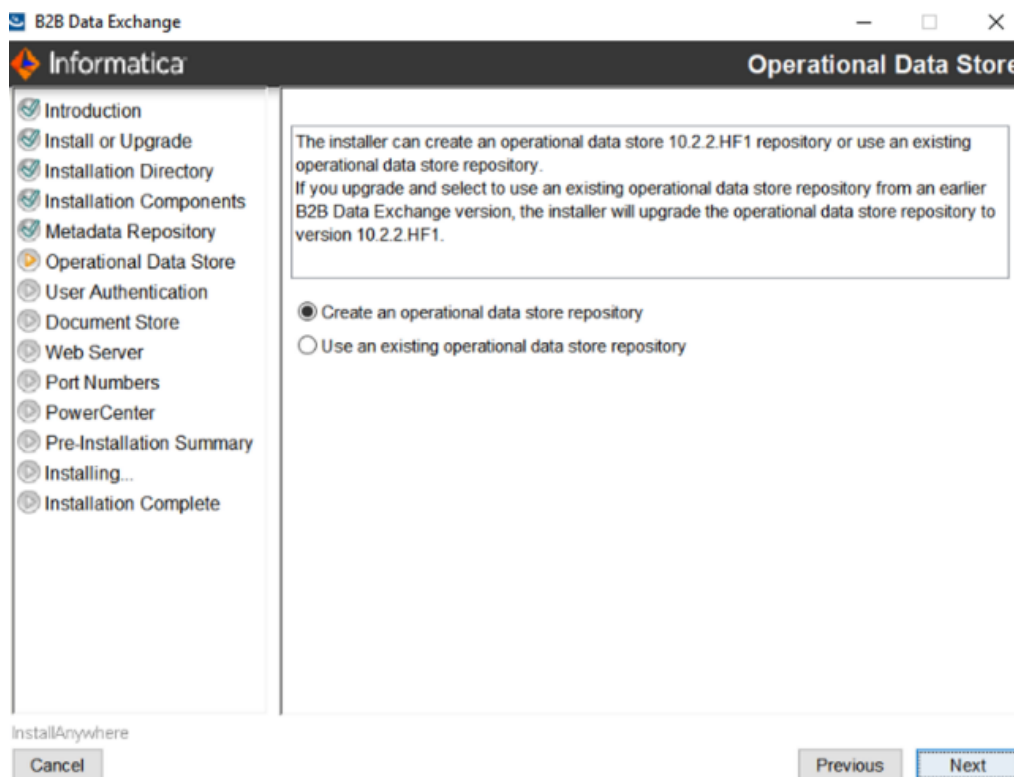 B2B Data Exchange
Informatica
Operational Data Store
Introduction
Install or Upgrade
Installation Directory
Installation Components
Metadata Repository
Operational Data Store
User Authentication
Document Store
Web Server
Port Numbers
PowerCenter
Pre-Installation Summary
Installing...
Installation Complete
The installer can create an operational data store 10.2.2.HF1 repository or use an existing
operational data store repository.
If you upgrade and select to use an existing operational data store repository from an earlier
B2B Data Exchange version, the installer will upgrade the operational data store repository to
version 10.2.2.HF1.
Create an operational data store repository
Use an existing operational data store repository
InstallAnywhere
Cancel
Previous
Next